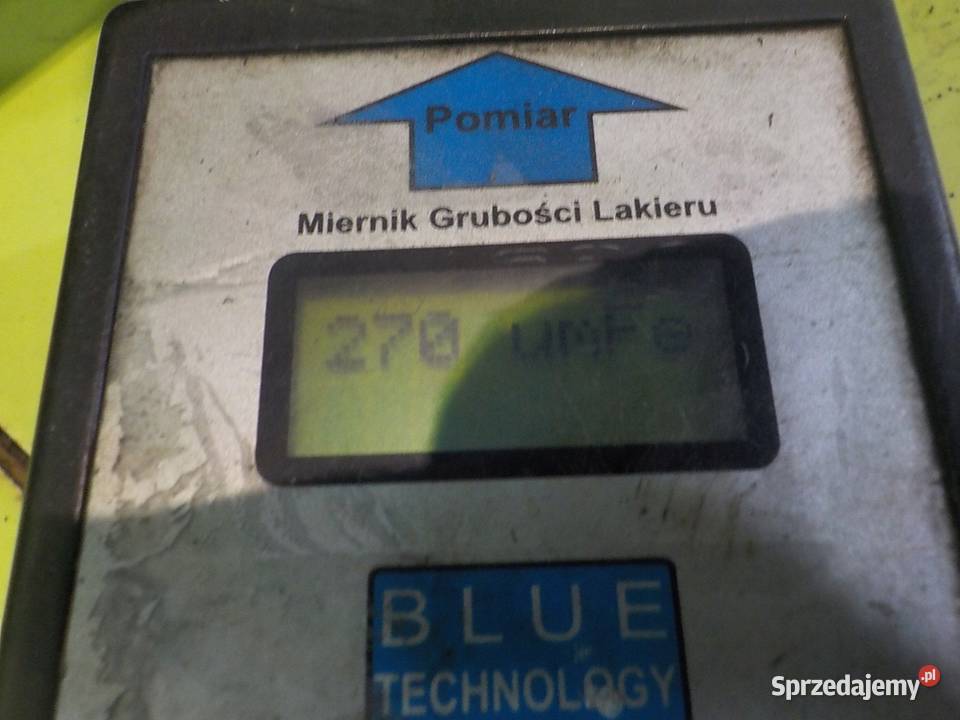 Pomiar
Miernik Grubości Lakieru
270 umFe
BLUE
TECHNOLOGY
Sprzedajemy.pl